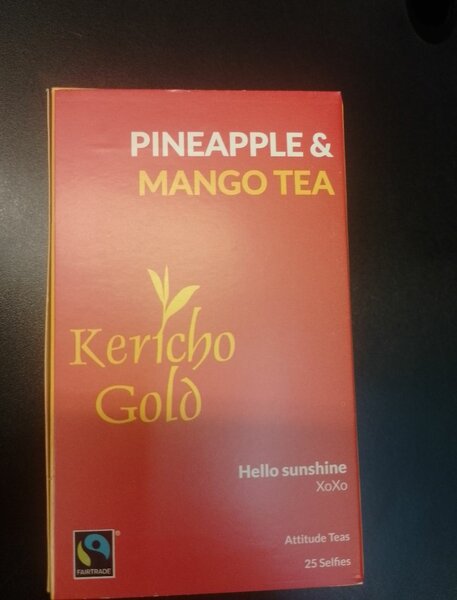 PINEAPPLE &
MANGO TEA
Kericho
Gold
Hello sunshine
XoXo
Attitude Teas
25 Selfies
FAIRTRADE
®